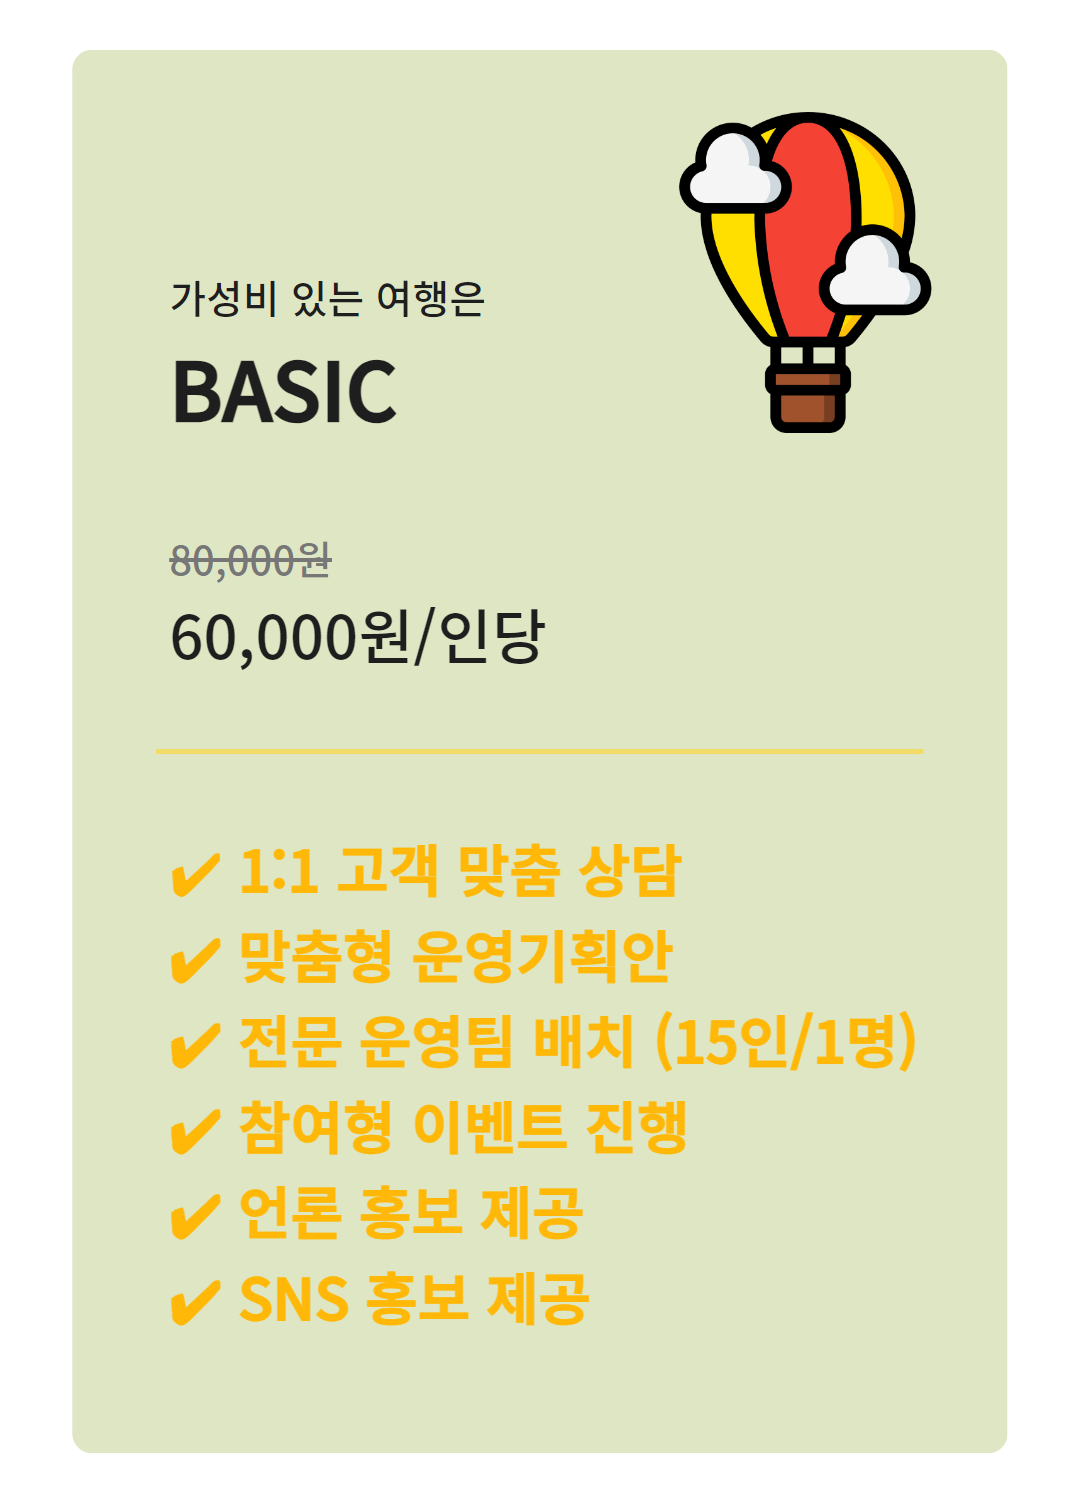 가성비 있는 여행은
BASIC
80,000원
60,000원/인당
✔ 1:1 고객 맞춤 상담
✔ 맞춤형 운영기획안
✔ 전문 운영팀 배치 (15인/1명)
✔ 참여형 이벤트 진행
✔ 언론 홍보 제공
✔ SNS 홍보 제공